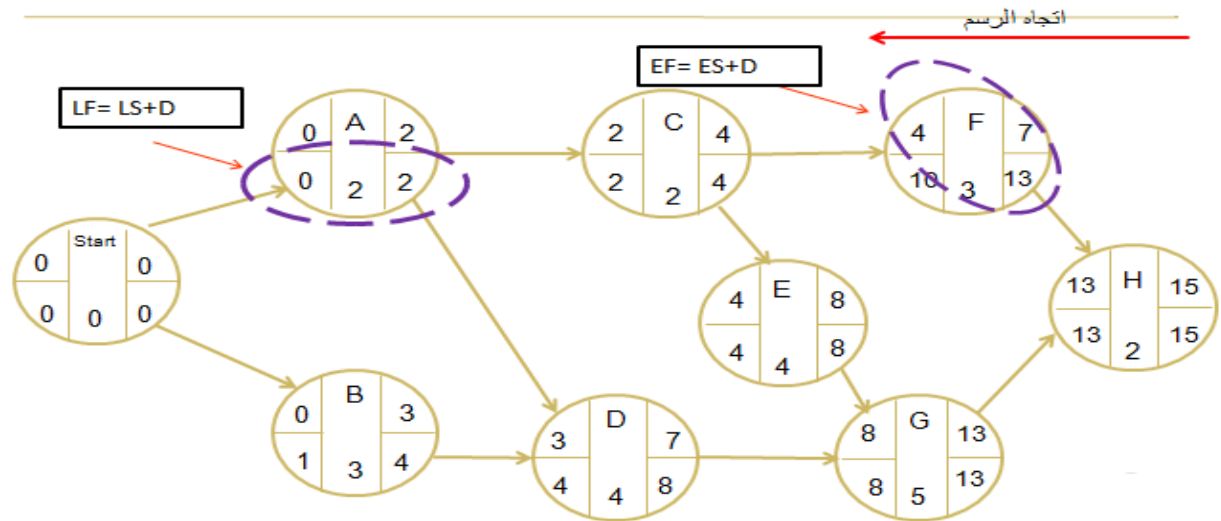 اتجاه الرسم
EF= ES+D
LF= LS+D
0 A 2
0 2 2
2 C 4
2 2 4
4 F 7
10 3 13
Start
0 0
0 0 0
4 E 8
4 4 8
13 H 15
13 2 15
0 B 3
1 3 4
3 D 7
4 4 8
8 G 13
8 5 13